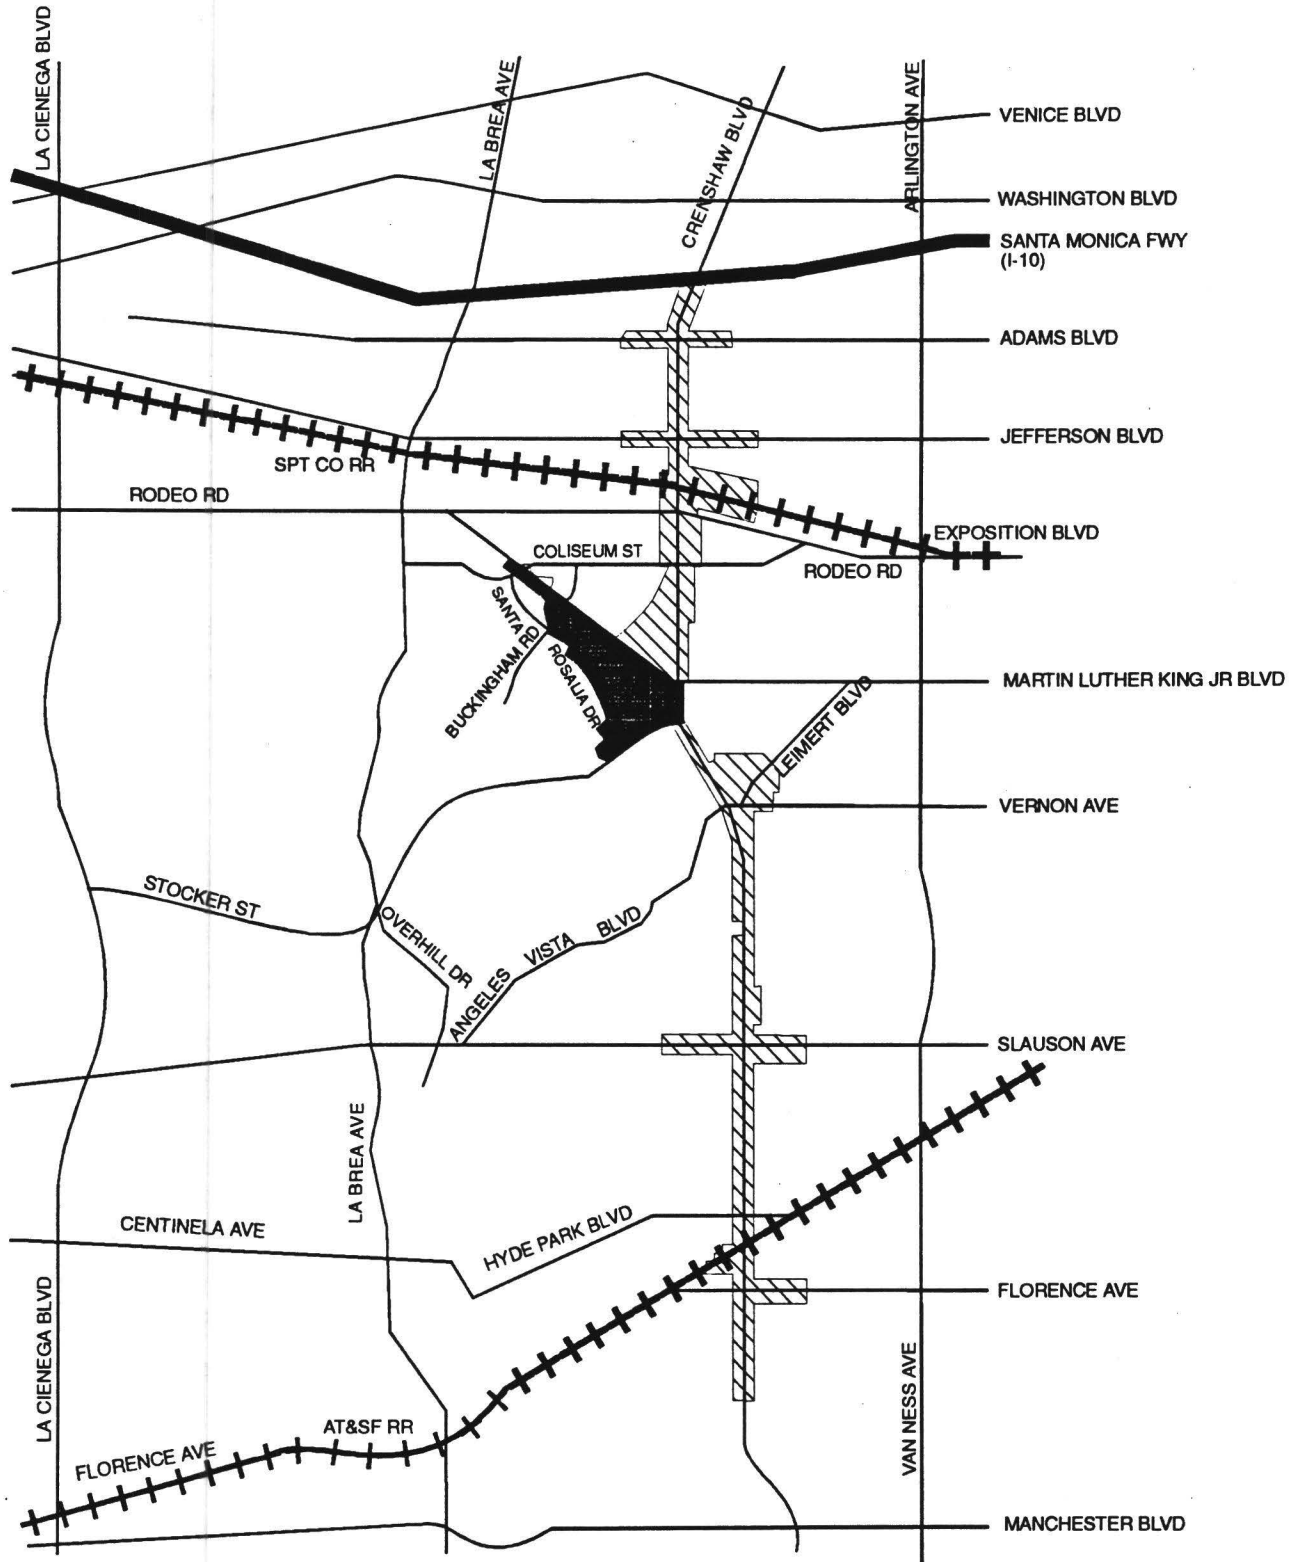 LA CIENEGA BLVD
LA BREA AVE
CRENSHAW BLVD
ARLINGTON AVE
VENICE BLVD
WASHINGTON BLVD
SANTA MONICA FWY
(I-10)
ADAMS BLVD
JEFFERSON BLVD
SPT CO RR
RODEO RD
EXPOSITION BLVD
COLISEUM ST
RODEO RD
SANTA
ROSALIA DR
BUCKINGHAM RD
MARTIN LUTHER KING JR BLVD
LEIMERT BLVD
VERNON AVE
STOCKER ST
OVERHILL DR
ANGELES VISTA BLVD
SLAUSON AVE
LA BREA AVE
CENTINELA AVE
HYDE PARK BLVD
FLORENCE AVE
LA CIENEGA BLVD
VAN NESS AVE
AT&SF RR
FLORENCE AVE
MANCHESTER BLVD